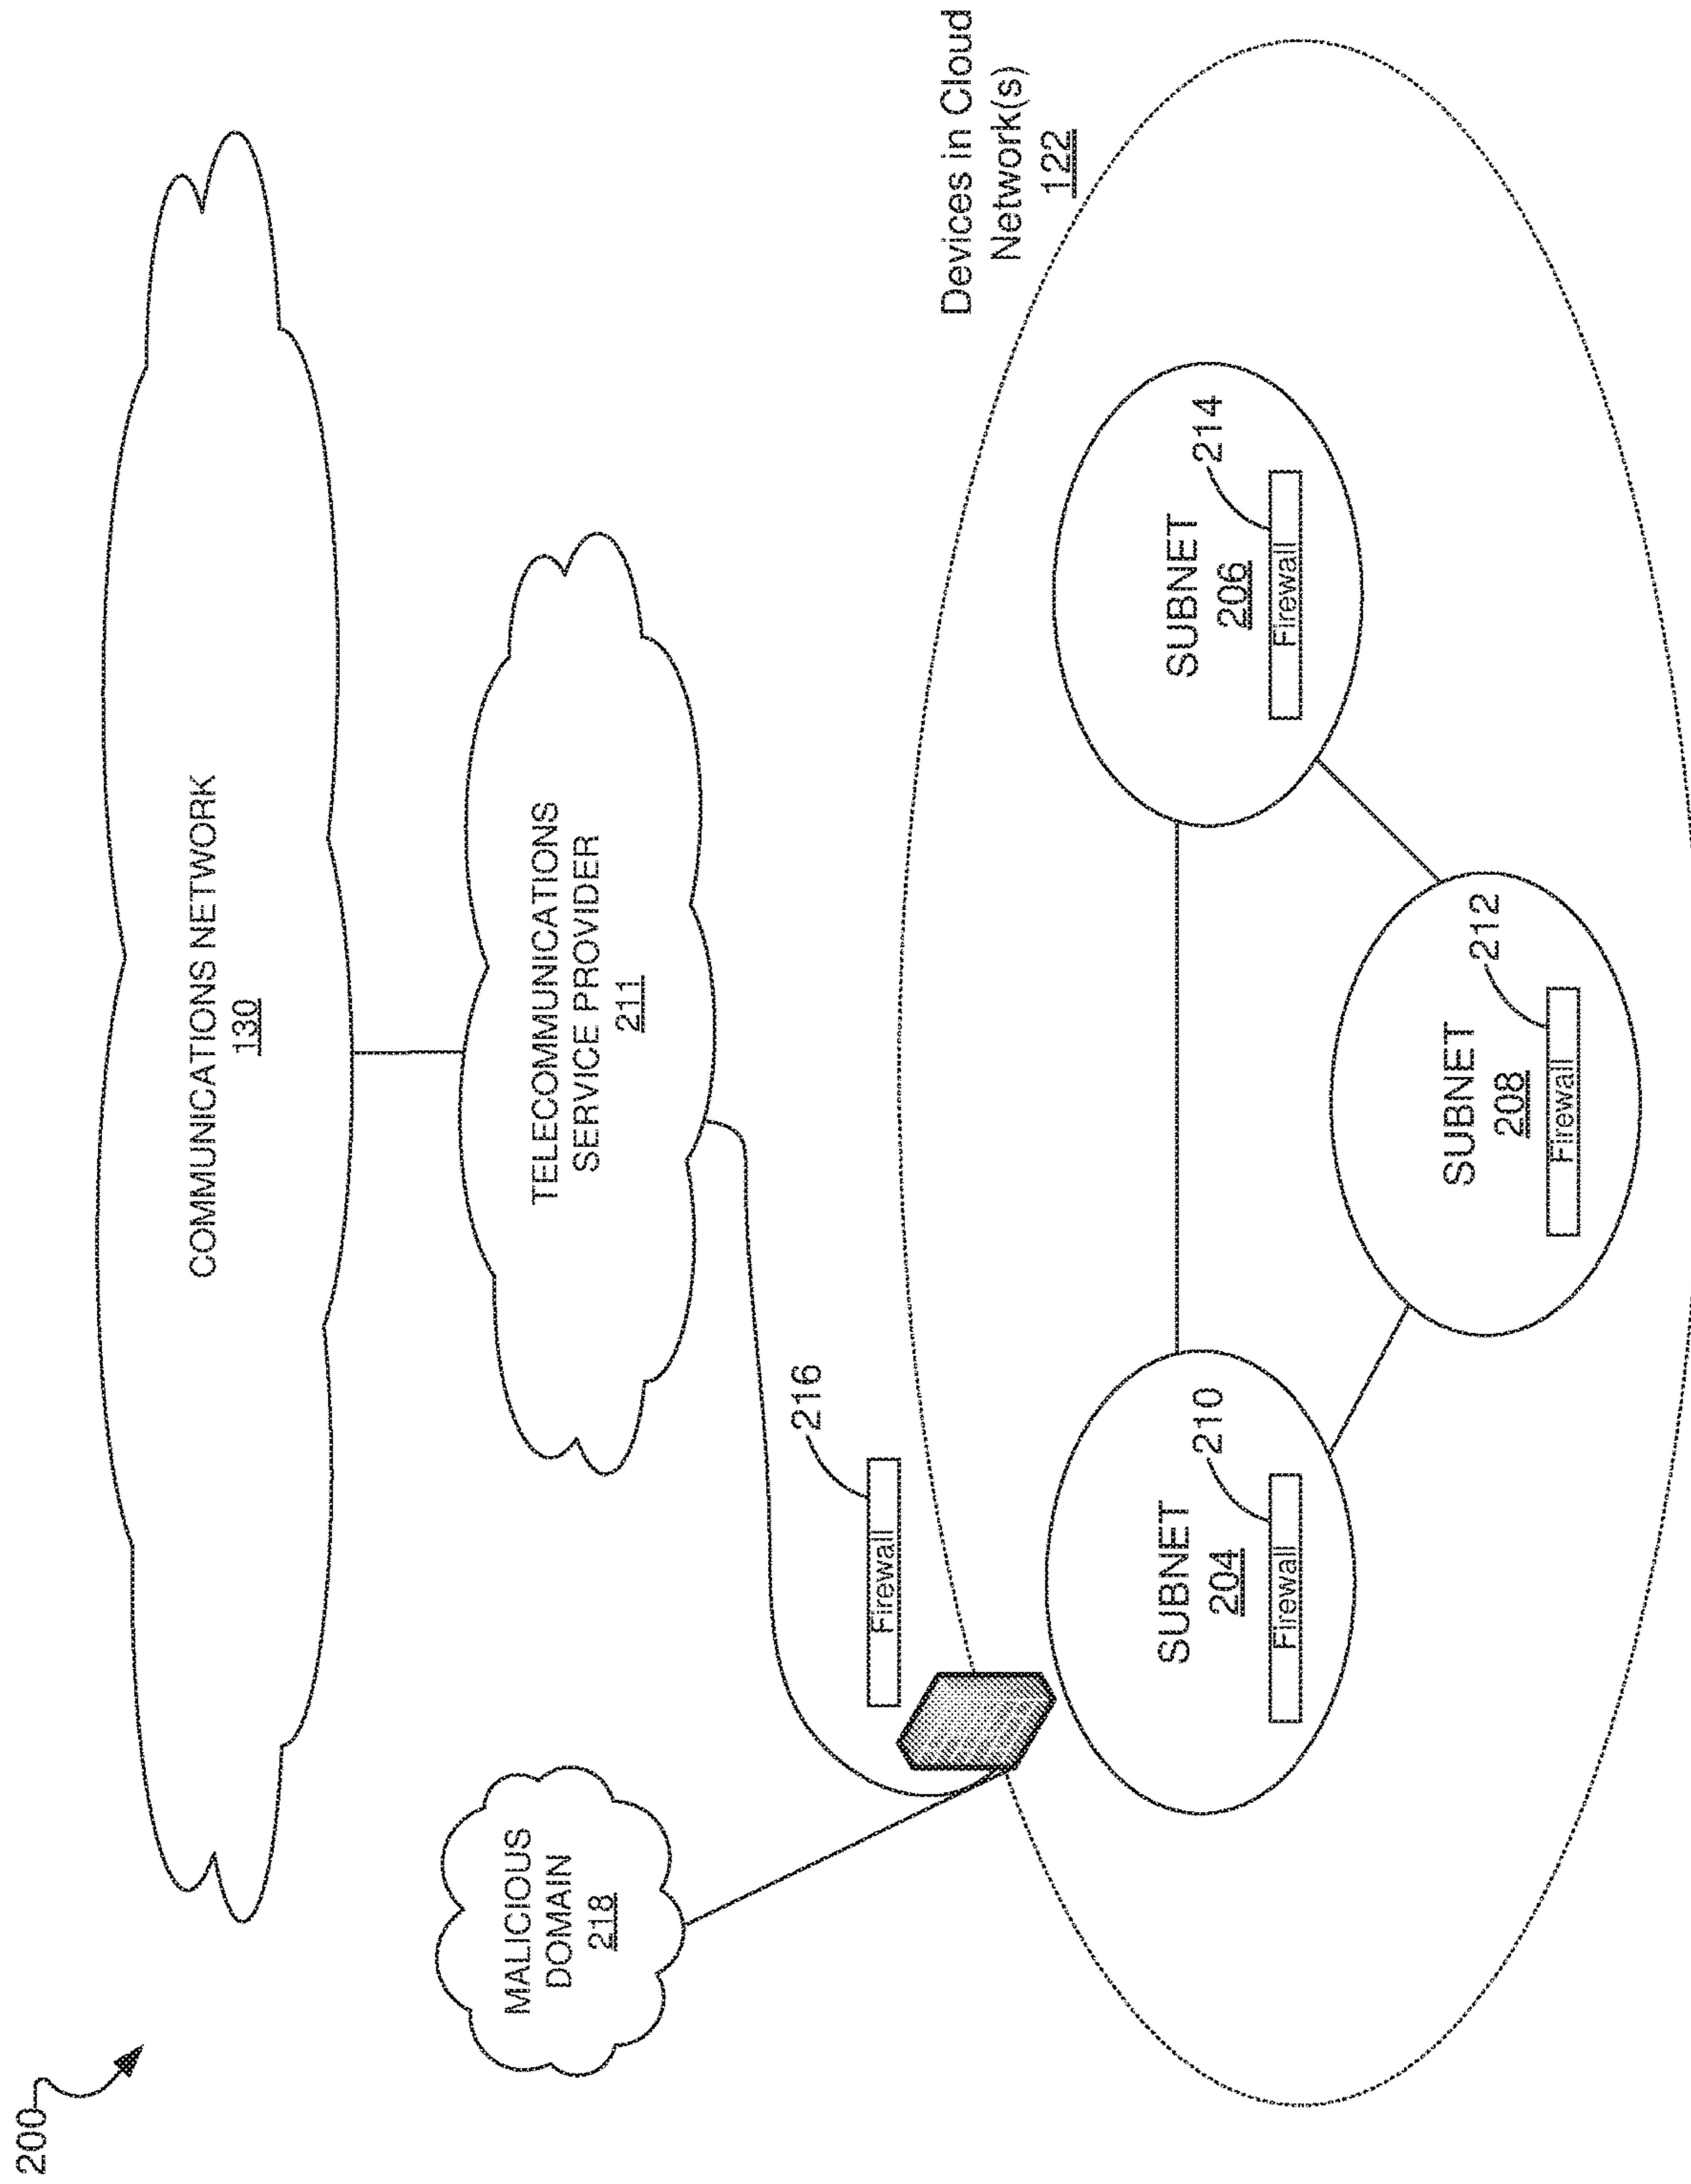 200
COMMUNICATIONS NETWORK
130
TELECOMMUNICATIONS
SERVICE PROVIDER
211
MALICIOUS
DOMAIN
218
216
Firewall
Devices in Cloud
Network(s)
122
SUBNET
204
210
Firewall
SUBNET
206
214
Firewall
SUBNET
208
212
Firewall